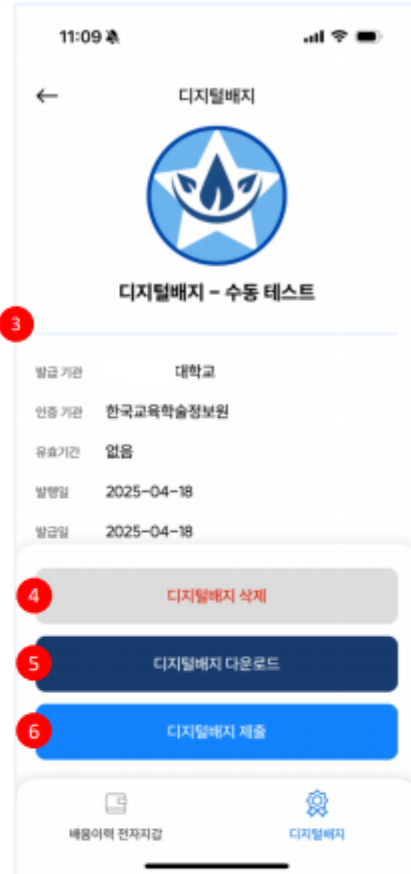 11:09
디지털배지
디지털배지 - 수동 테스트
3
발급 기관 대학교
인증 기관 한국교육학술정보원
유효기간 없음
발행일 2025-04-18
발급일 2025-04-18
4 디지털배지 삭제
5 디지털배지 다운로드
6 디지털배지 제출
배움이력 전자지갑 디지털배지